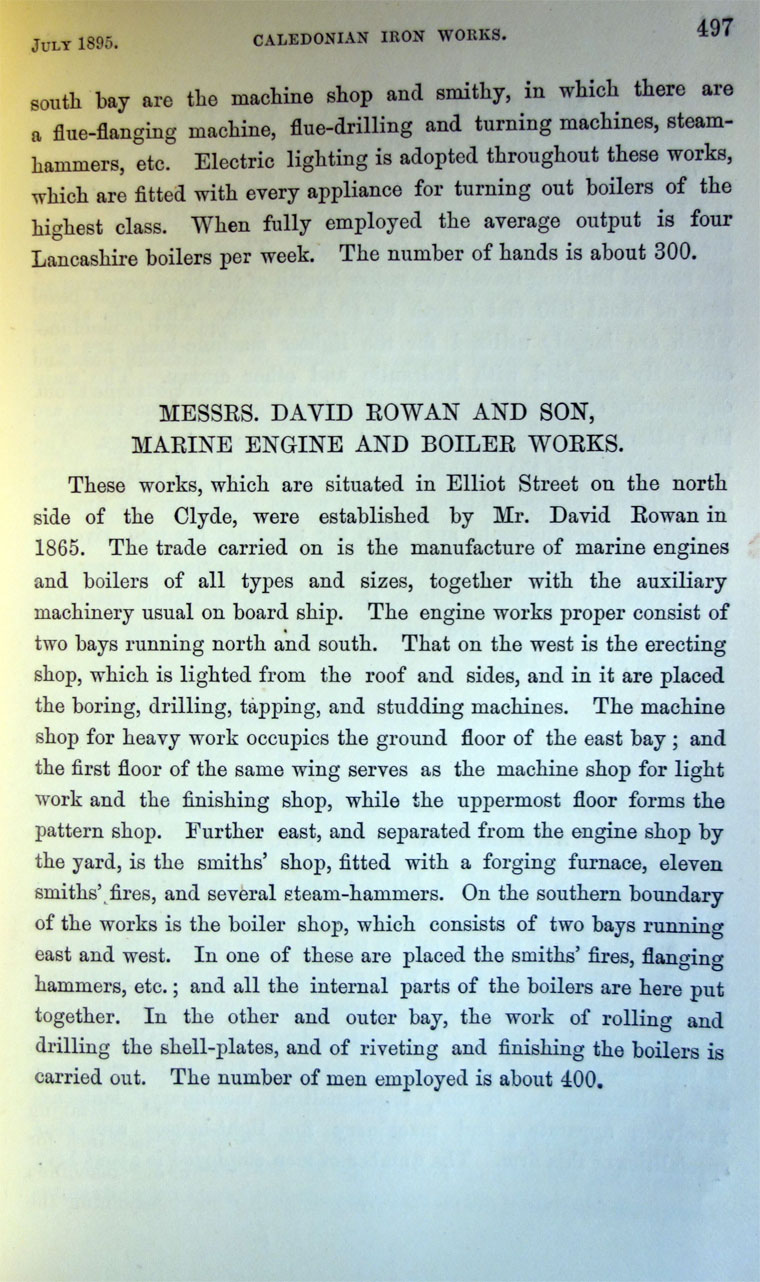 JULY 1895. CALEDONIAN IRON WORKS. 497
south bay are the machine shop and smithy, in which there are
a flue-flanging machine, flue-drilling and turning machines, steam-
hammers, etc. Electric lighting is adopted throughout these works,
which are fitted with every appliance for turning out boilers of the
highest class. When fully employed the average output is four
Lancashire boilers per week. The number of hands is about 300.
MESSRS. DAVID ROWAN AND SON,
MARINE ENGINE AND BOILER WORKS.
These works, which are situated in Elliot Street on the north
side of the Clyde, were established by Mr. David Rowan in
1865. The trade carried on is the manufacture of marine engines
and boilers of all types and sizes, together with the auxiliary
machinery usual on board ship. The engine works proper consist of
two bays running north and south. That on the west is the erecting
shop, which is lighted from the roof and sides, and in it are placed
the boring, drilling, tapping, and studding machines. The machine
shop for heavy work occupies the ground floor of the east bay; and
the first floor of the same wing serves as the machine shop for light
work and the finishing shop, while the uppermost floor forms the
pattern shop. Further east, and separated from the engine shop by
the yard, is the smiths' shop, fitted with a forging furnace, eleven
smiths' fires, and several steam-hammers. On the southern boundary
of the works is the boiler shop, which consists of two bays running
east and west. In one of these are placed the smiths' fires, flanging
hammers, etc.; and all the internal parts of the boilers are here put
together. In the other and outer bay, the work of rolling and
drilling the shell-plates, and of riveting and finishing the boilers is
carried out. The number of men employed is about 400.